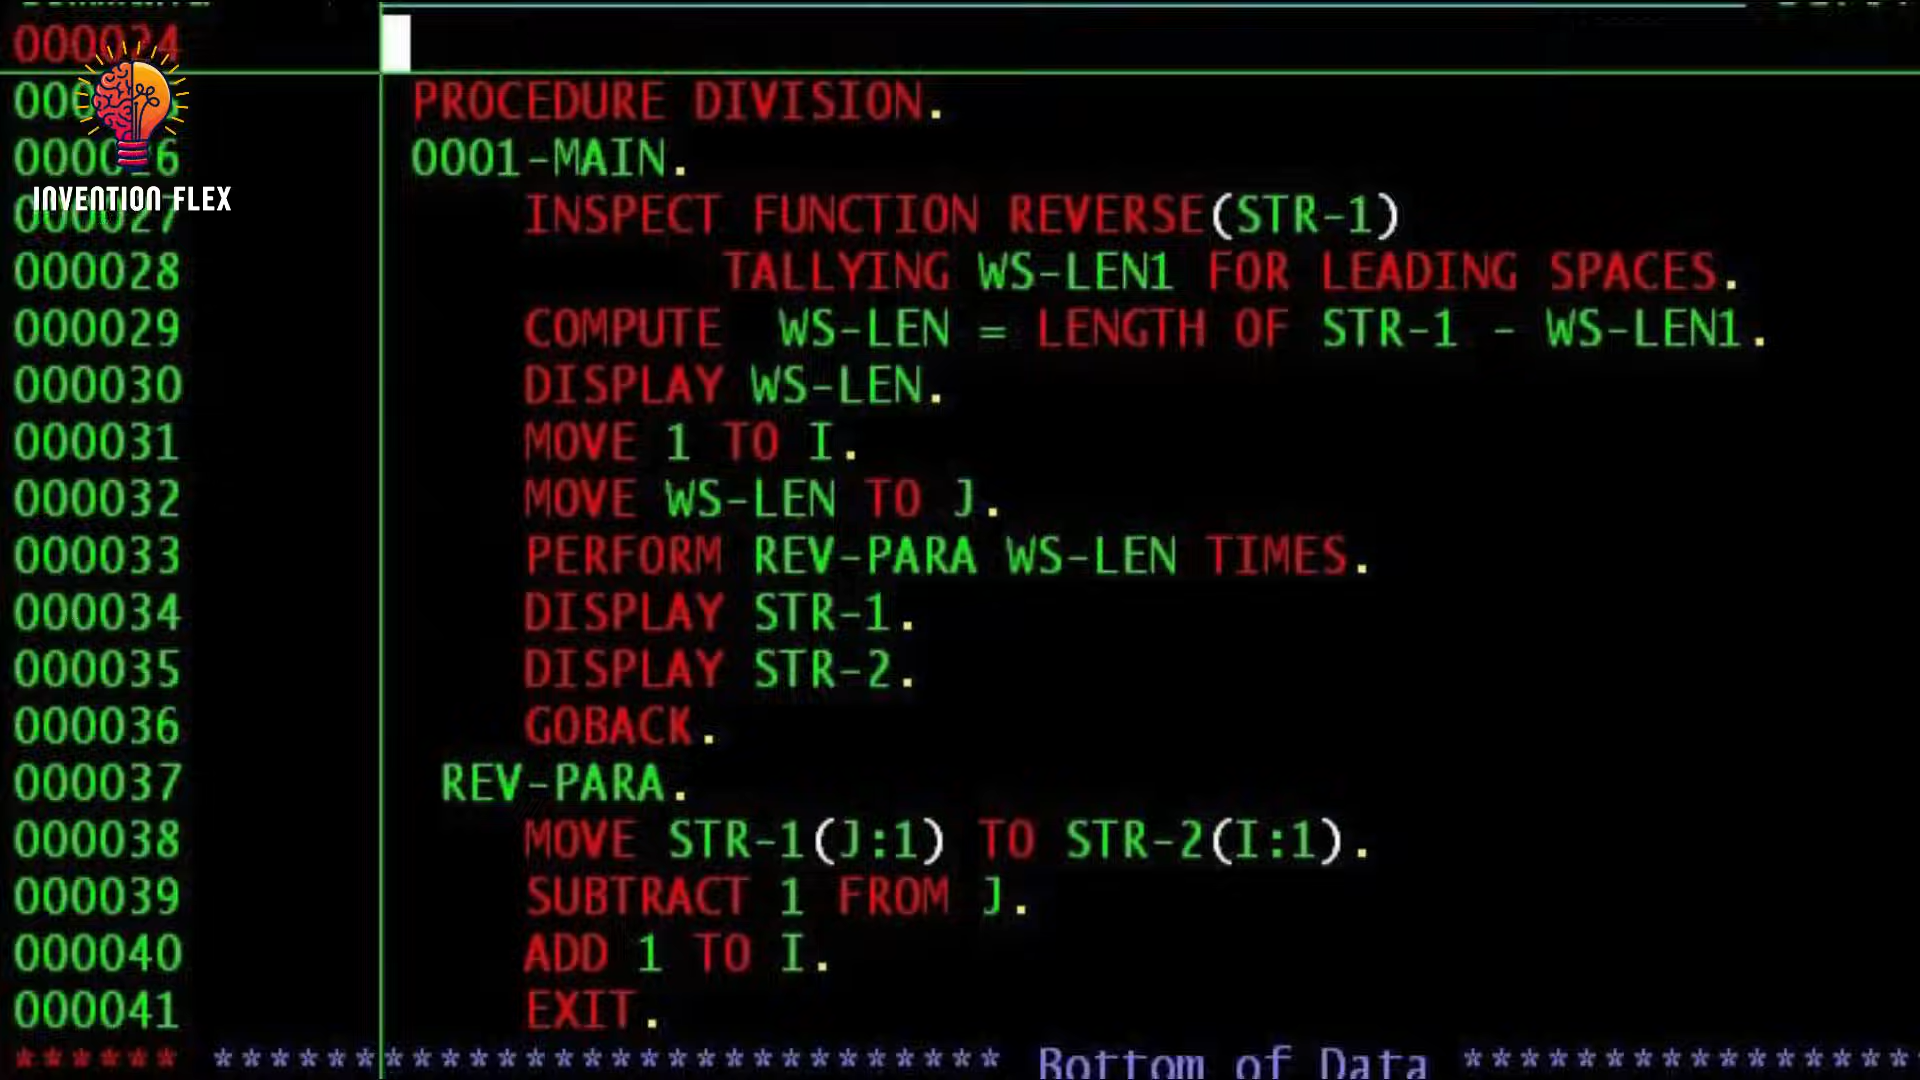 000024
PROCEDURE DIVISION.
0001-MAIN.
INVENTION FLEX
000027 INSPECT FUNCTION REVERSE(STR-1)
000028 TALLYING WS-LEN1 FOR LEADING SPACES.
000029 COMPUTE  WS-LEN = LENGTH OF STR-1 - WS-LEN1.
000030 DISPLAY WS-LEN.
000031 MOVE 1 TO I.
000032 MOVE WS-LEN TO J.
000033 PERFORM REV-PARA WS-LEN TIMES.
000034 DISPLAY STR-1.
000035 DISPLAY STR-2.
000036 GOBACK.
000037 REV-PARA.
000038 MOVE STR-1(J:1) TO STR-2(I:1).
000039 SUBTRACT 1 FROM J.
000040 ADD 1 TO I.
000041 EXIT.
****** **************************** Bottom of Data ****************